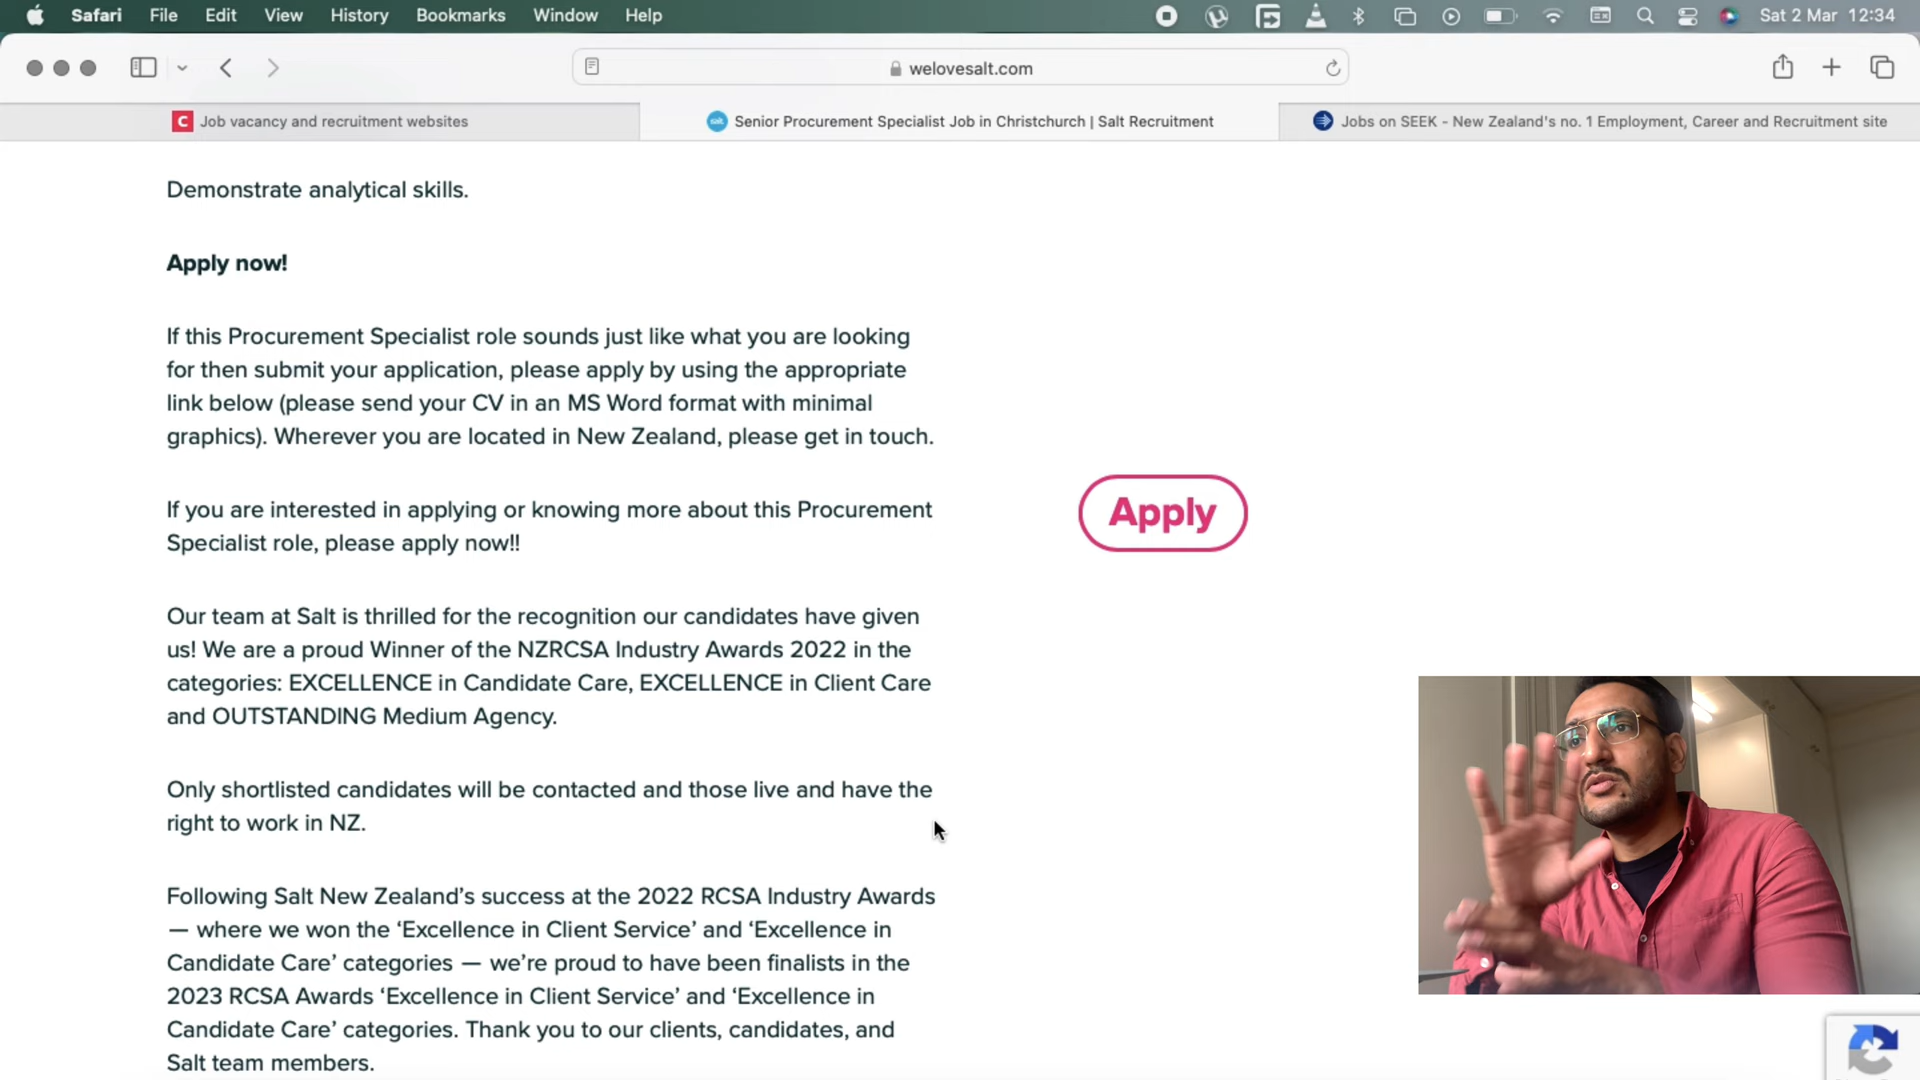 Safari File Edit View History Bookmarks Window Help Sat 2 Mar 12:34
welovesalt.com
C Job vacancy and recruitment websites
salt Senior Procurement Specialist Job in Christchurch | Salt Recruitment
Jobs on SEEK - New Zealand's no. 1 Employment, Career and Recruitment site
Demonstrate analytical skills.
Apply now!
If this Procurement Specialist role sounds just like what you are looking
for then submit your application, please apply by using the appropriate
link below (please send your CV in an MS Word format with minimal
graphics). Wherever you are located in New Zealand, please get in touch.
If you are interested in applying or knowing more about this Procurement
Specialist role, please apply now!!
Apply
Our team at Salt is thrilled for the recognition our candidates have given
us! We are a proud Winner of the NZRCSA Industry Awards 2022 in the
categories: EXCELLENCE in Candidate Care, EXCELLENCE in Client Care
and OUTSTANDING Medium Agency.
Only shortlisted candidates will be contacted and those live and have the
right to work in NZ.
Following Salt New Zealand’s success at the 2022 RCSA Industry Awards
— where we won the ‘Excellence in Client Service’ and ‘Excellence in
Candidate Care’ categories — we’re proud to have been finalists in the
2023 RCSA Awards ‘Excellence in Client Service’ and ‘Excellence in
Candidate Care’ categories. Thank you to our clients, candidates, and
Salt team members.